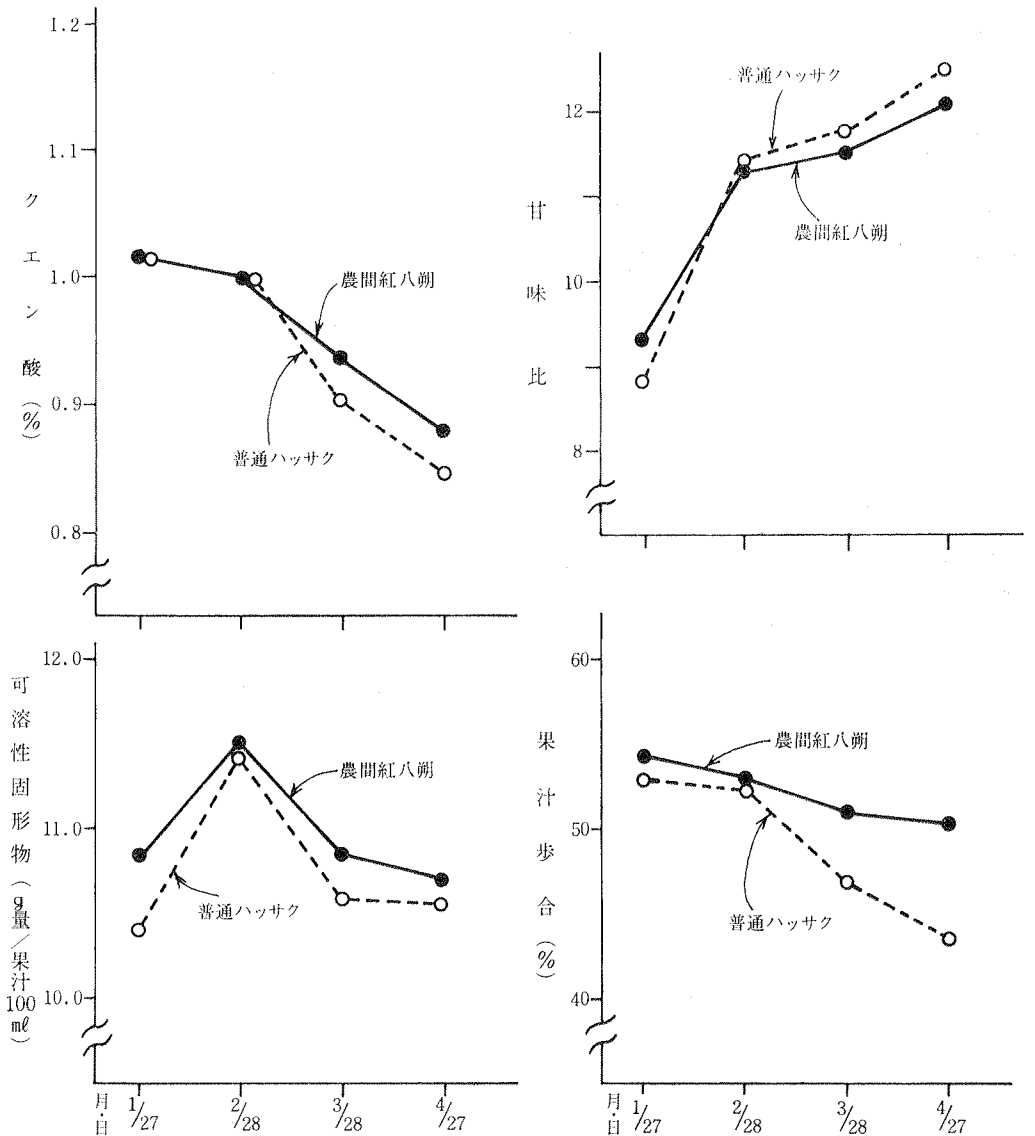 クエン酸(%)
1.2
1.1
1.0
0.9
0.8
農間紅八朔
普通ハッサク
甘味比
12
10
8
普通ハッサク
農間紅八朔
可溶性固形物(g量/果汁100ml)
12.0
11.0
10.0
農間紅八朔
普通ハッサク
月・日
1/27
2/28
3/28
4/27
果汁歩合(%)
60
50
40
農間紅八朔
普通ハッサク
1/27
2/28
3/28
4/27